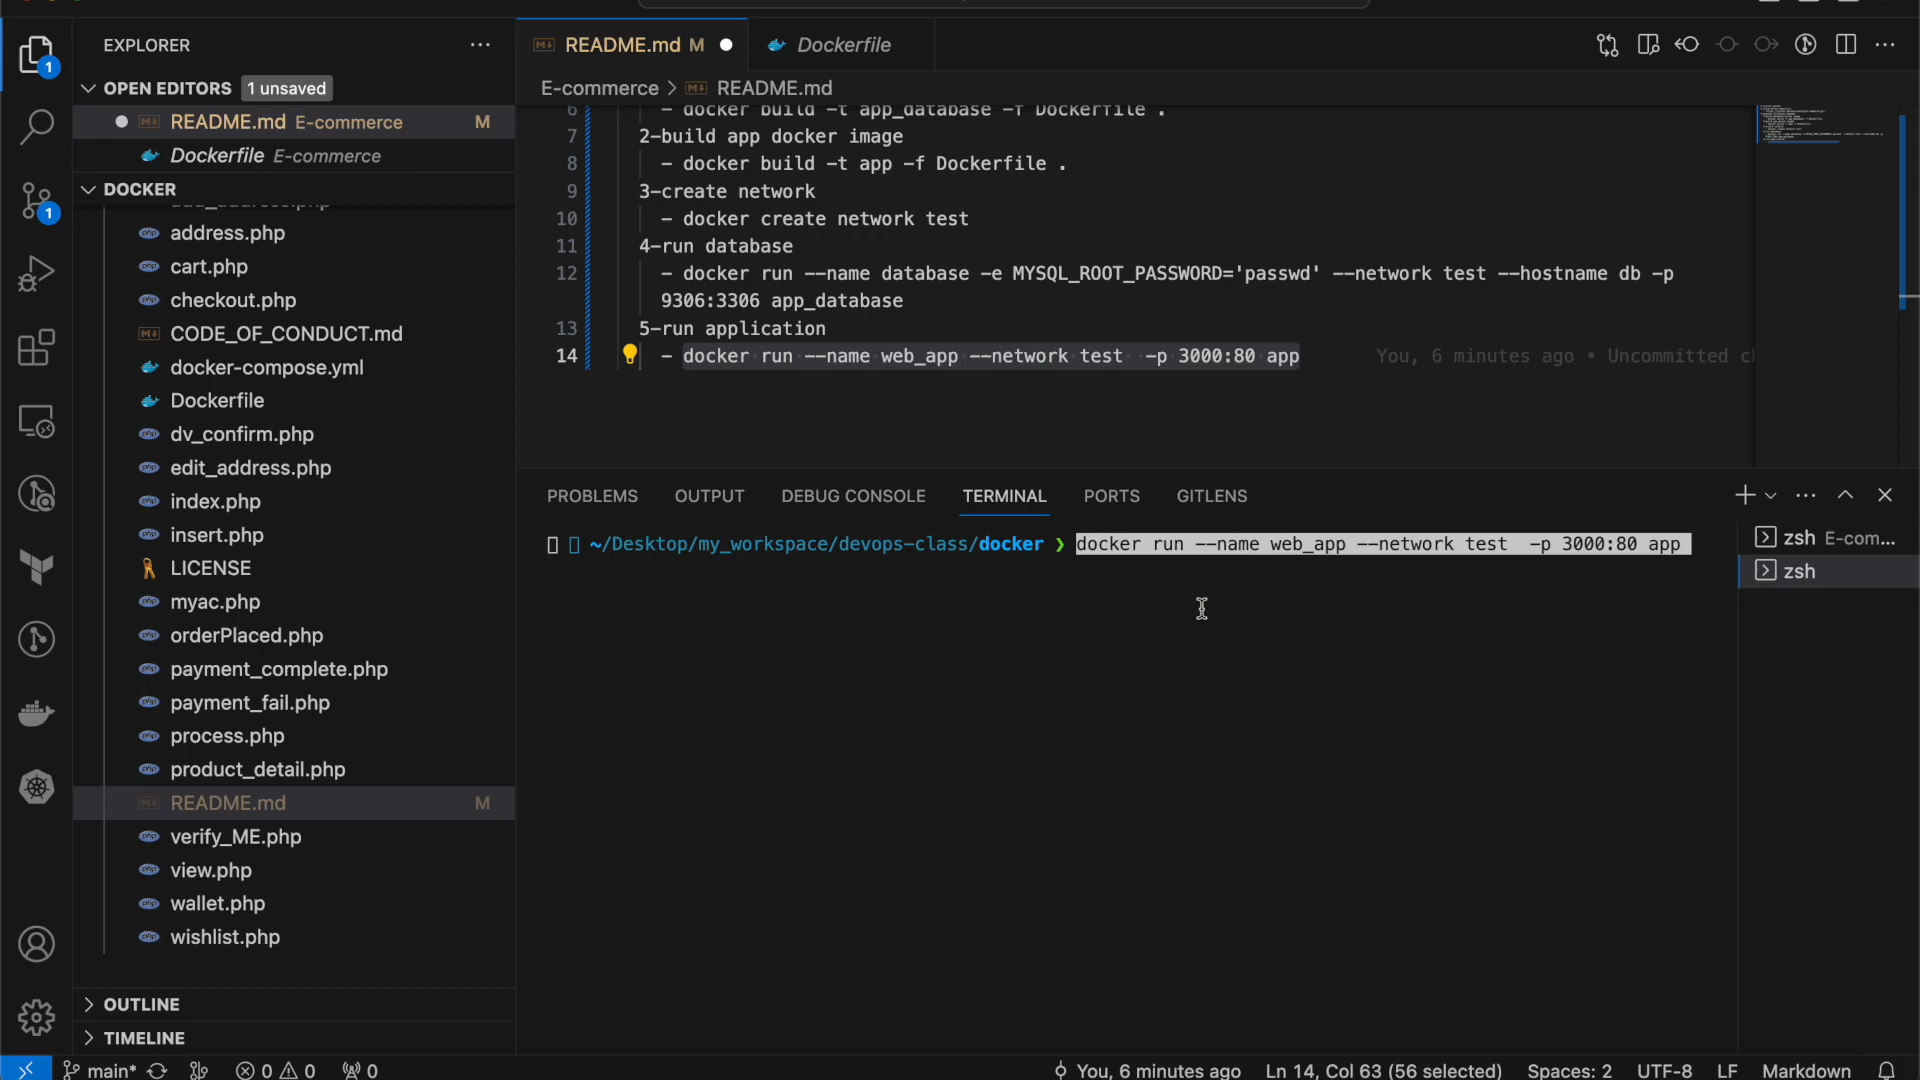 EXPLORER
OPEN EDITORS 1 unsaved
README.md E-commerce M
Dockerfile E-commerce
DOCKER
address.php
cart.php
checkout.php
CODE_OF_CONDUCT.md
docker-compose.yml
Dockerfile
dv_confirm.php
edit_address.php
index.php
insert.php
LICENSE
myac.php
orderPlaced.php
payment_complete.php
payment_fail.php
process.php
product_detail.php
README.md M
verify_ME.php
view.php
wallet.php
wishlist.php
OUTLINE
TIMELINE
README.md M Dockerfile
E-commerce > README.md
6 - docker build -t app_database -f Dockerfile .
7 2-build app docker image
8 - docker build -t app -f Dockerfile .
9 3-create network
10 - docker create network test
11 4-run database
12 - docker run --name database -e MYSQL_ROOT_PASSWORD='passwd' --network test --hostname db -p
9306:3306 app_database
13 5-run application
14 - docker run --name web_app --network test -p 3000:80 app You, 6 minutes ago • Uncommitted c
PROBLEMS OUTPUT DEBUG CONSOLE TERMINAL PORTS GITLENS
~/Desktop/my_workspace/devops-class/docker ❯ docker run --name web_app --network test -p 3000:80 app
zsh E-com...
zsh
1
1
main* 0 0 0 You, 6 minutes ago Ln 14, Col 63 (56 selected) Spaces: 2 UTF-8 LF Markdown